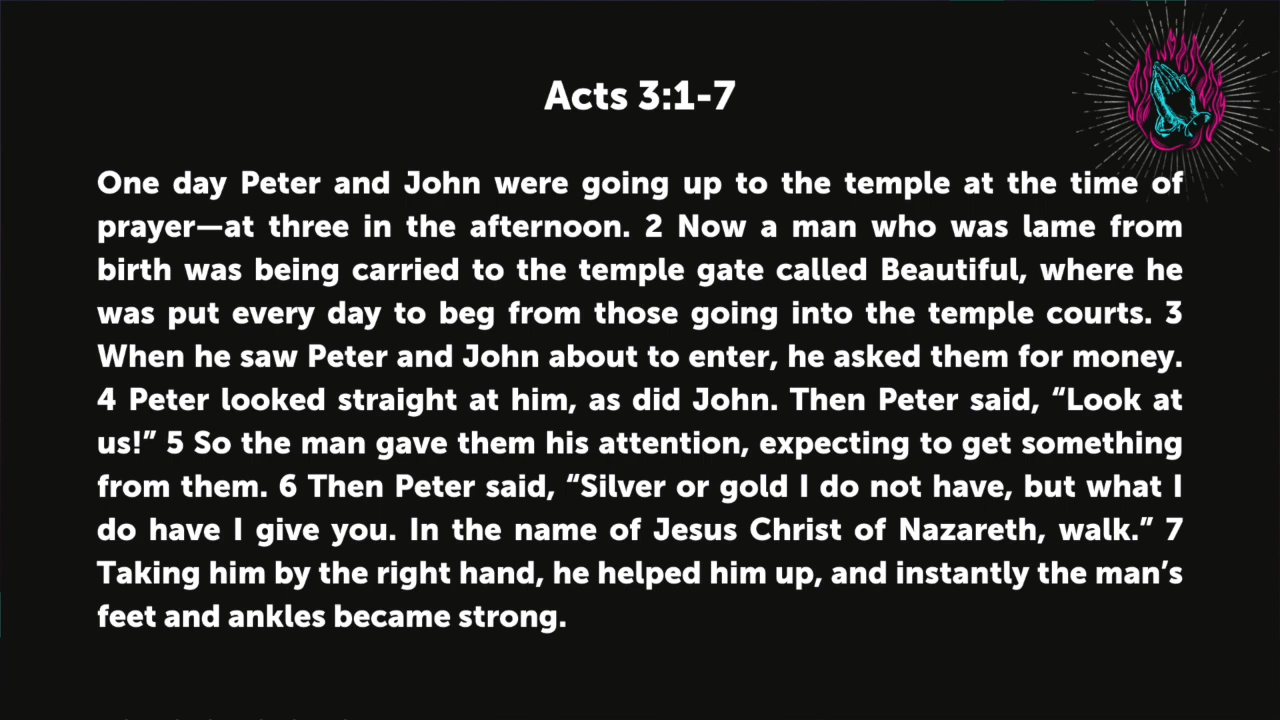 Acts 3:1-7
One day Peter and John were going up to the temple at the time of
prayer—at three in the afternoon. 2 Now a man who was lame from
birth was being carried to the temple gate called Beautiful, where he
was put every day to beg from those going into the temple courts. 3
When he saw Peter and John about to enter, he asked them for money.
4 Peter looked straight at him, as did John. Then Peter said, “Look at
us!” 5 So the man gave them his attention, expecting to get something
from them. 6 Then Peter said, “Silver or gold I do not have, but what I
do have I give you. In the name of Jesus Christ of Nazareth, walk.” 7
Taking him by the right hand, he helped him up, and instantly the man’s
feet and ankles became strong.